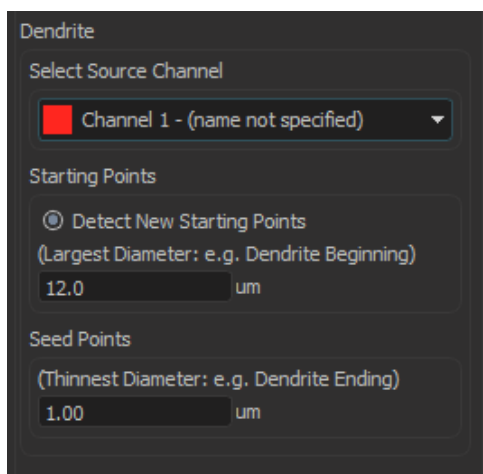 Dendrite
Select Source Channel
Channel 1 - (name not specified)
Starting Points
Detect New Starting Points
(Largest Diameter: e.g. Dendrite Beginning)
12.0 um
Seed Points
(Thinnest Diameter: e.g. Dendrite Ending)
1.00 um